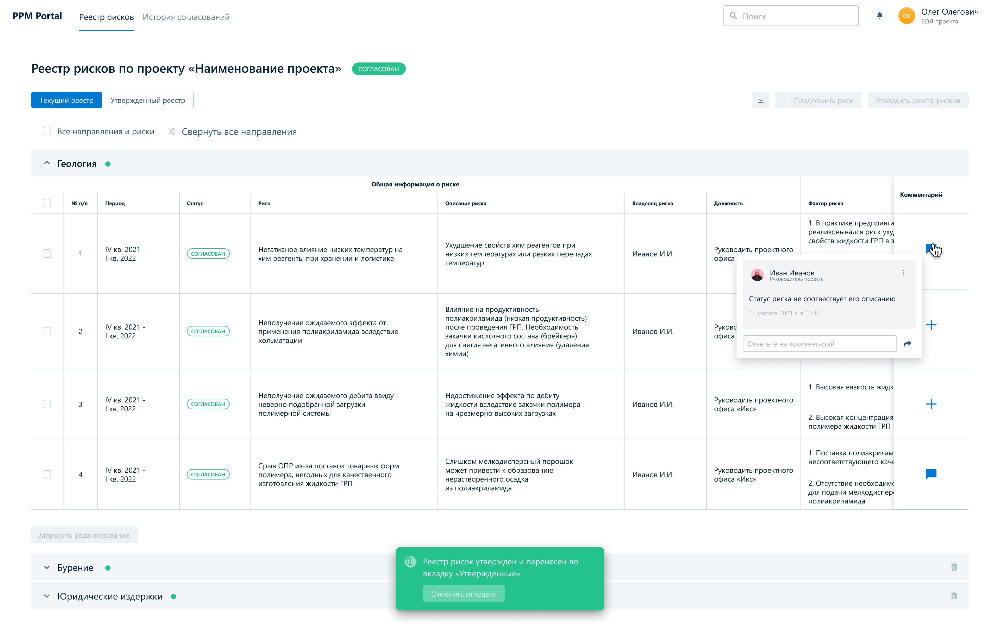 PPM Portal
Реестр рисков
История согласований
Поиск
ОО
Олег Олегович
ЕОЛ проекта
Реестр рисков по проекту «Наименование проекта»
СОГЛАСОВАН
Текущий реестр
Утвержденный реестр
+ Предложить риск
Утвердить реестр рисков
Все направления и риски
Свернуть все направления
Геология
Общая информация о риске
Комментарий
№ п/п
Период
Статус
Риск
Описание риска
Владелец риска
Должность
Фактор риска
1
IV кв. 2021 -
I кв. 2022
СОГЛАСОВАН
Негативное влияние низких температур на
хим реагенты при хранении и логистике
Ухудшение свойств хим реагентов при
низких температурах или резких перепадах
температур
Иванов И.И.
Руководить проектного
офиса
1. В практике предприяти
реализовывался риск уху
свойств жидкости ГРП в з
Иван Иванов
Руководитель проекта
Статус риска не соотвествует его описанию
12 марата 2021 г. в 12:34
Ответьте на комментарий
2
IV кв. 2021 -
I кв. 2022
СОГЛАСОВАН
Неполучение ожидаемого эффекта от
применения полиакриламида вследствие
кольматации
Влияние на продуктивность
полиакриламида (низкая продуктивность)
после проведения ГРП. Необходимость
закачки кислотного состава (брейкера)
для снятия негативного влияния (удаления
химии)
Иванов И.И.
Руковс
офиса
3
IV кв. 2021 -
I кв. 2022
СОГЛАСОВАН
Неполучение ожидаемого дебита ввиду
неверно подобранной загрузки
полимерной системы
Недостижение эффекта по дебиту
жидкости вследствие закачки полимера
на чрезмерно высоких загрузках
Иванов И.И.
Руководить проектного
офиса «Икс»
1. Высокая вязкость жидк
2. Высокая концентрация
полимера жидкости ГРП
4
IV кв. 2021 -
I кв. 2022
СОГЛАСОВАН
Срыв ОПР из-за поставок товарных форм
полимера, негодных для качественного
изготовления жидкости ГРП
Слишком мелкодисперсный порошок
может привести к образованию
нерастворенного осадка
из полиакриламида
Иванов И.И.
Руководить проектного
офиса «Икс»
1. Поставка полиакрилам
несоответствующего каче
2. Отсутствие необходимо
для подачи мелкодиспер
полиакриламида
Запросить редактирование
Бурение
Юридические издержки
10
Реестр рисок утвержден и перенесен во
вкладку «Утвержденные»
Отменить отправку